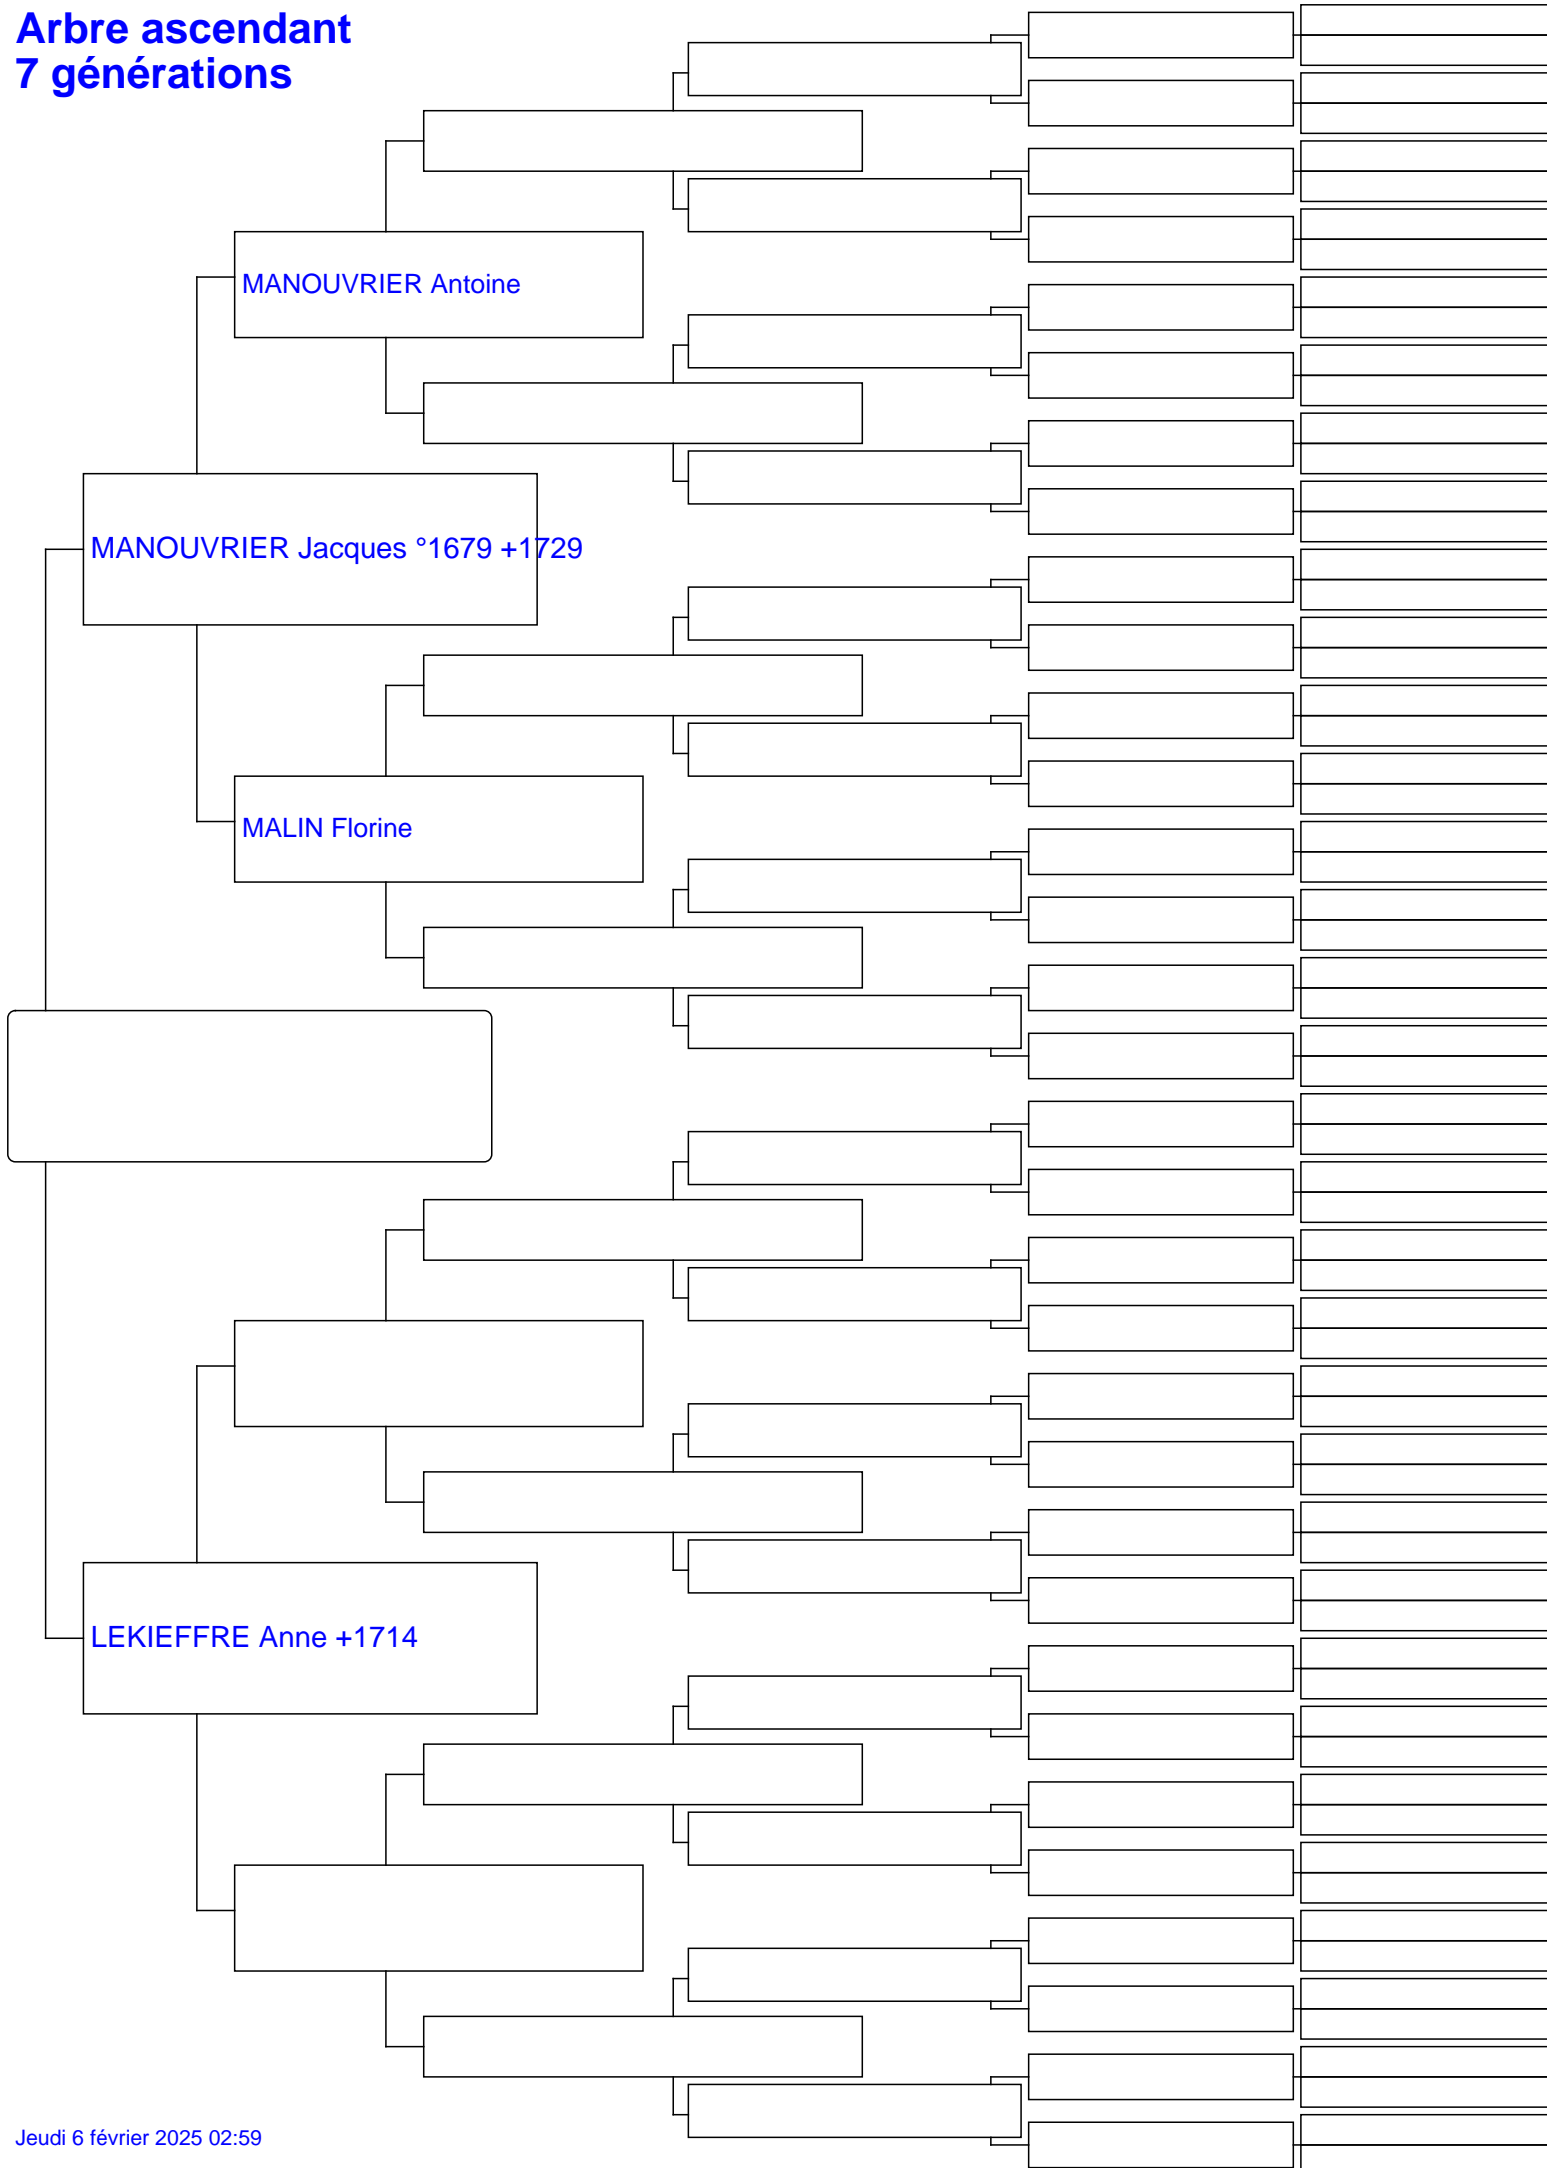 Arbre ascendant
7 générations
MANOUVRIER Antoine
MANOUVRIER Jacques °1679 +1729
MALIN Florine
LEKIEFFRE Anne +1714
Jeudi 6 février 2025 02:59